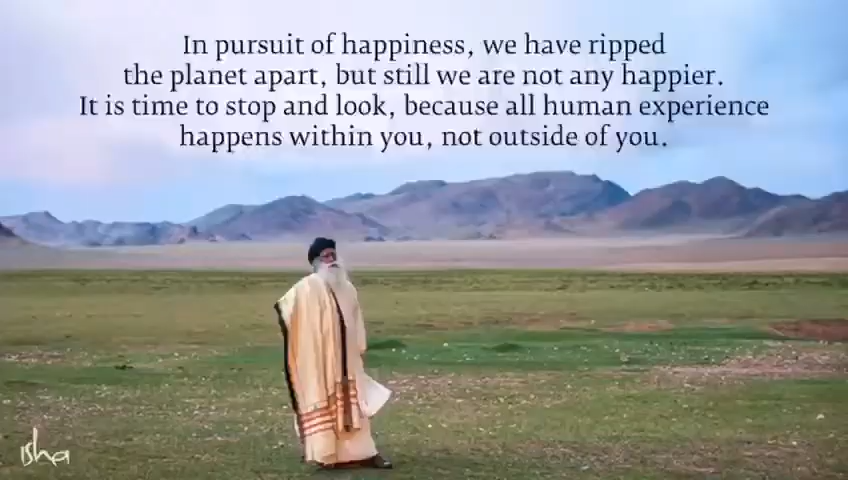 In pursuit of happiness, we have ripped
the planet apart, but still we are not any happier.
It is time to stop and look, because all human experience
happens within you, not outside of you.
isha